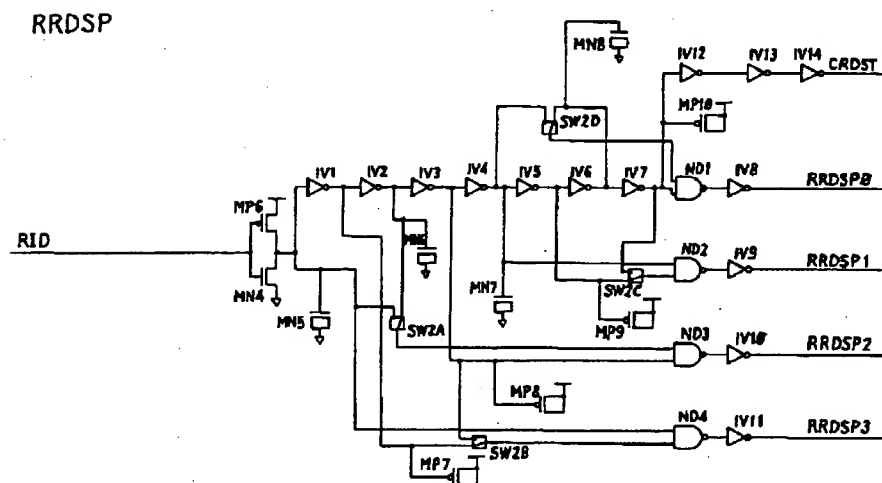 RRDSP
MN8
IV12 IV13 IV14 CRDST
MP10
SW2D
IV1 IV2 IV3 IV4 IV5 IV6 IV7 ND1 IV8
RRDSP0
MP6
RID
ND2 IV9
RRDSP1
MN4
MN7
SW2C
MN5
SW2A
MP9
ND3 IV10
RRDSP2
MP8
ND4 IV11
RRDSP3
SW2B
MP7